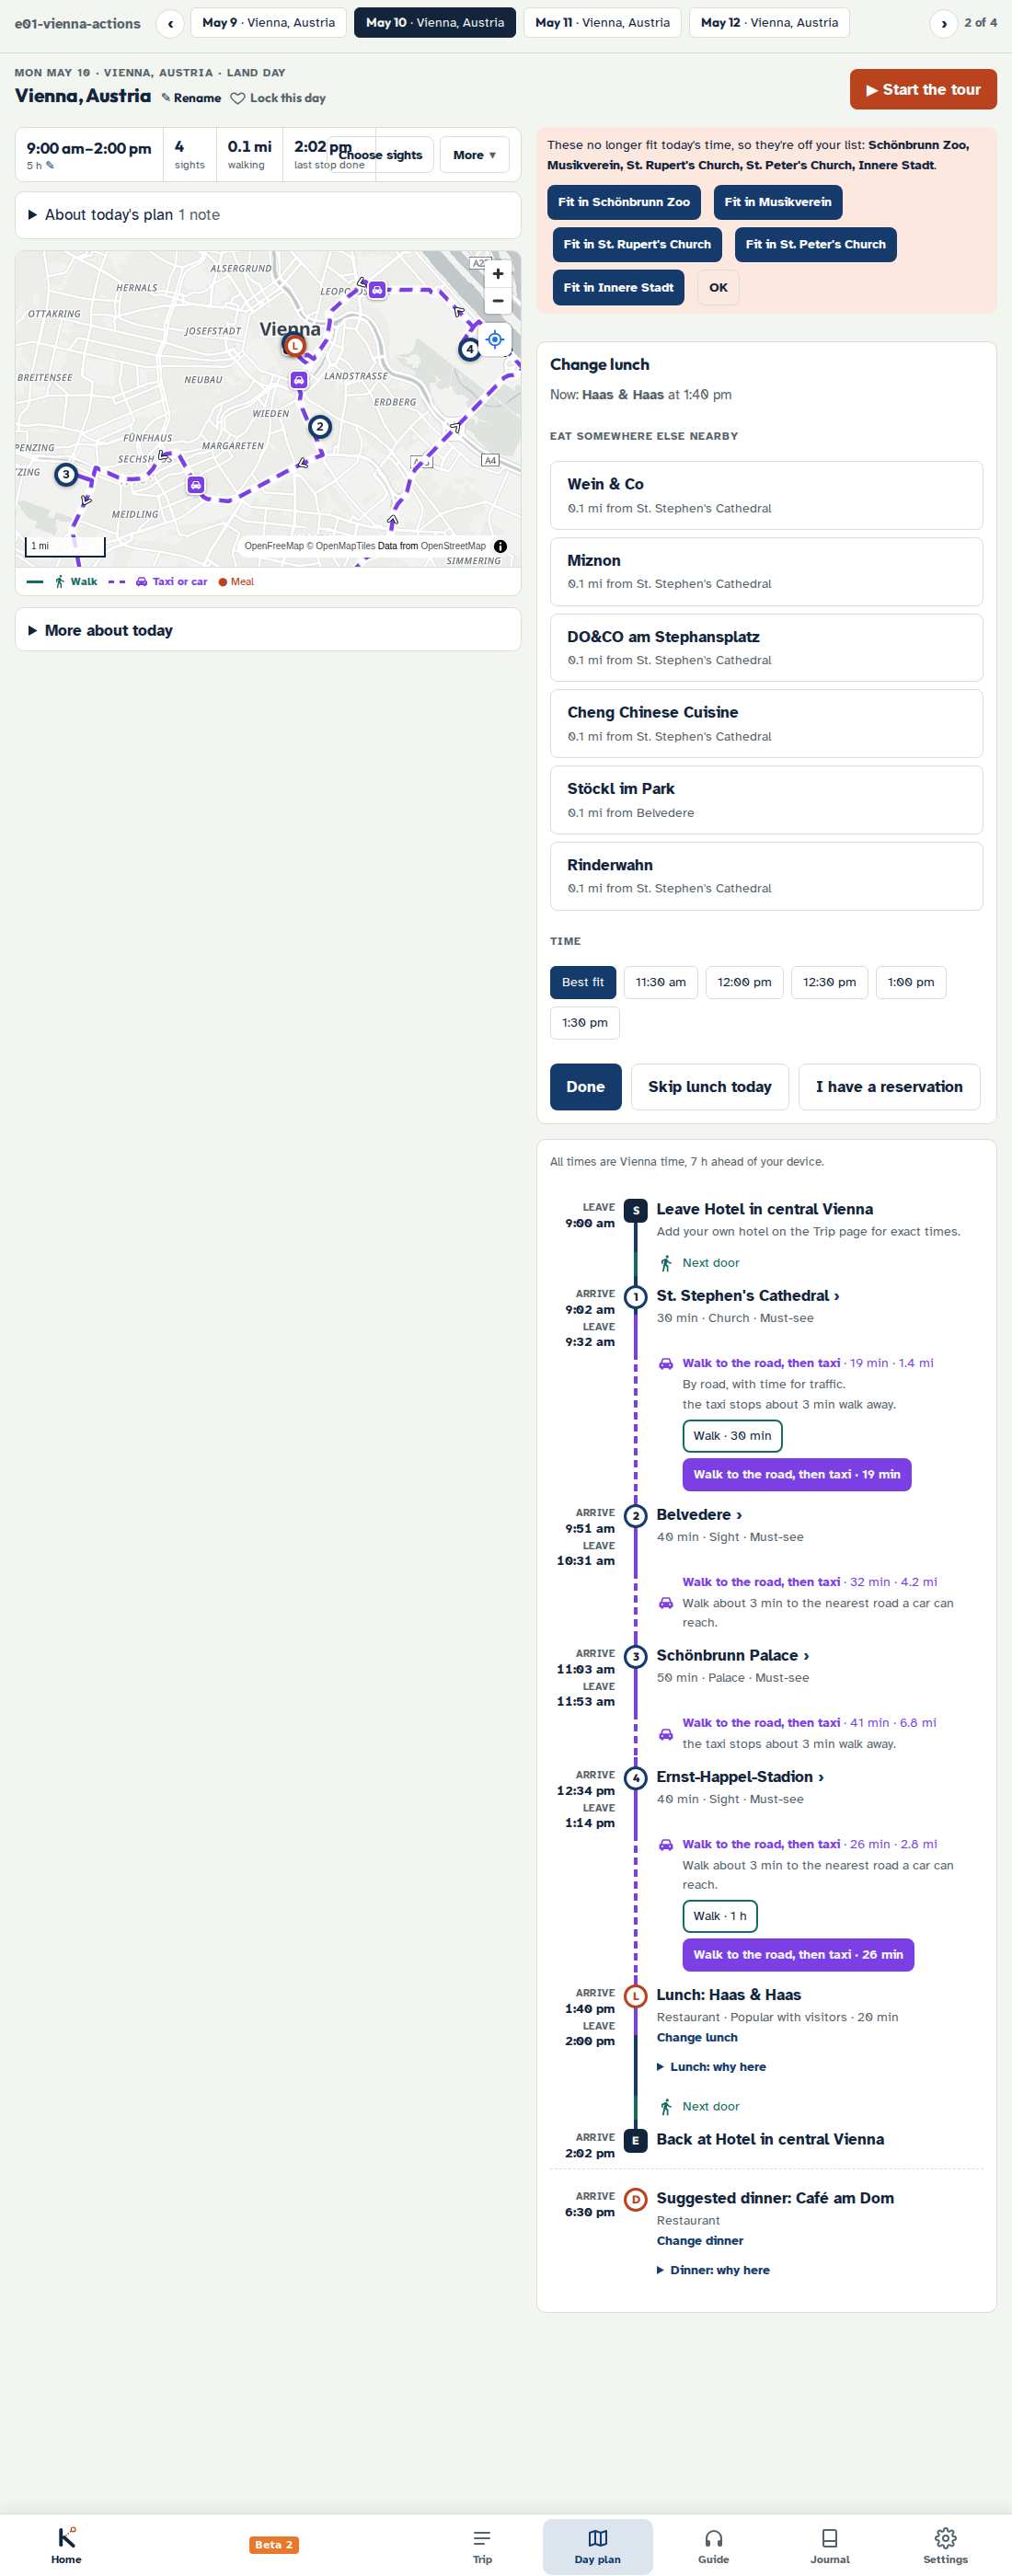 e01-vienna-actions
‹
May 9 · Vienna, Austria
May 10 · Vienna, Austria
May 11 · Vienna, Austria
May 12 · Vienna, Austria
›
2 of 4
MON MAY 10 · VIENNA, AUSTRIA · LAND DAY
Vienna, Austria
✎ Rename
Lock this day
▶ Start the tour
9:00 am–2:00 pm
5 h ✎
4
sights
0.1 mi
walking
2:02 pm
last stop done
Choose sights
More ▾
▶ About today's plan 1 note
ALSERGRUND
HERNALS
OTTAKRING
JOSEFSTADT
Vienna
L
4
BREITENSEE
NEUBAU
LANDSTRASSE
ERDBERG
WIEDEN
2
FÜNFHAUS
MARGARETEN
PENZING
3
A4
MEIDLING
SIMMERING
+
−
1 mi
OpenFreeMap © OpenMapTiles Data from OpenStreetMap
Walk
Taxi or car
Meal
▶ More about today
These no longer fit today's time, so they're off your list: Schönbrunn Zoo,
Musikverein, St. Rupert's Church, St. Peter's Church, Innere Stadt.
Fit in Schönbrunn Zoo
Fit in Musikverein
Fit in St. Rupert's Church
Fit in St. Peter's Church
Fit in Innere Stadt
OK
Change lunch
Now: Haas & Haas at 1:40 pm
EAT SOMEWHERE ELSE NEARBY
Wein & Co
0.1 mi from St. Stephen's Cathedral
Miznon
0.1 mi from St. Stephen's Cathedral
DO&CO am Stephansplatz
0.1 mi from St. Stephen's Cathedral
Cheng Chinese Cuisine
0.1 mi from St. Stephen's Cathedral
Stöckl im Park
0.1 mi from Belvedere
Rinderwahn
0.1 mi from St. Stephen's Cathedral
TIME
Best fit
11:30 am
12:00 pm
12:30 pm
1:00 pm
1:30 pm
Done
Skip lunch today
I have a reservation
All times are Vienna time, 7 h ahead of your device.
LEAVE
9:00 am
S
Leave Hotel in central Vienna
Add your own hotel on the Trip page for exact times.
Next door
ARRIVE
9:02 am
LEAVE
9:32 am
1
St. Stephen's Cathedral ›
30 min · Church · Must-see
Walk to the road, then taxi · 19 min · 1.4 mi
By road, with time for traffic.
the taxi stops about 3 min walk away.
Walk · 30 min
Walk to the road, then taxi · 19 min
ARRIVE
9:51 am
LEAVE
10:31 am
2
Belvedere ›
40 min · Sight · Must-see
Walk to the road, then taxi · 32 min · 4.2 mi
Walk about 3 min to the nearest road a car can
reach.
ARRIVE
11:03 am
LEAVE
11:53 am
3
Schönbrunn Palace ›
50 min · Palace · Must-see
Walk to the road, then taxi · 41 min · 6.8 mi
the taxi stops about 3 min walk away.
ARRIVE
12:34 pm
LEAVE
1:14 pm
4
Ernst-Happel-Stadion ›
40 min · Sight · Must-see
Walk to the road, then taxi · 26 min · 2.8 mi
Walk about 3 min to the nearest road a car can
reach.
Walk · 1 h
Walk to the road, then taxi · 26 min
ARRIVE
1:40 pm
LEAVE
2:00 pm
L
Lunch: Haas & Haas
Restaurant · Popular with visitors · 20 min
Change lunch
▶ Lunch: why here
Next door
ARRIVE
2:02 pm
E
Back at Hotel in central Vienna
ARRIVE
6:30 pm
D
Suggested dinner: Café am Dom
Restaurant
Change dinner
▶ Dinner: why here
Home
Beta 2
Trip
Day plan
Guide
Journal
Settings